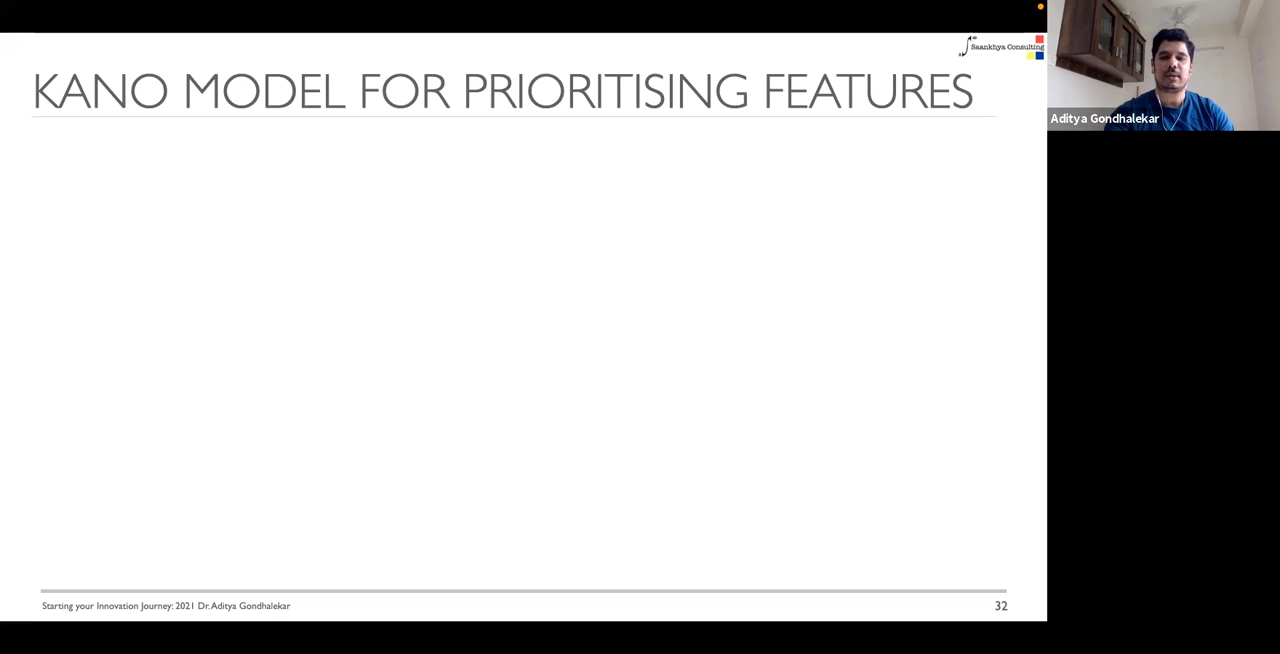 Saankhya Consulting
KANO MODEL FOR PRIORITISING FEATURES
Aditya Gondhalekar
Starting your Innovation Journey: 2021 Dr. Aditya Gondhalekar
32